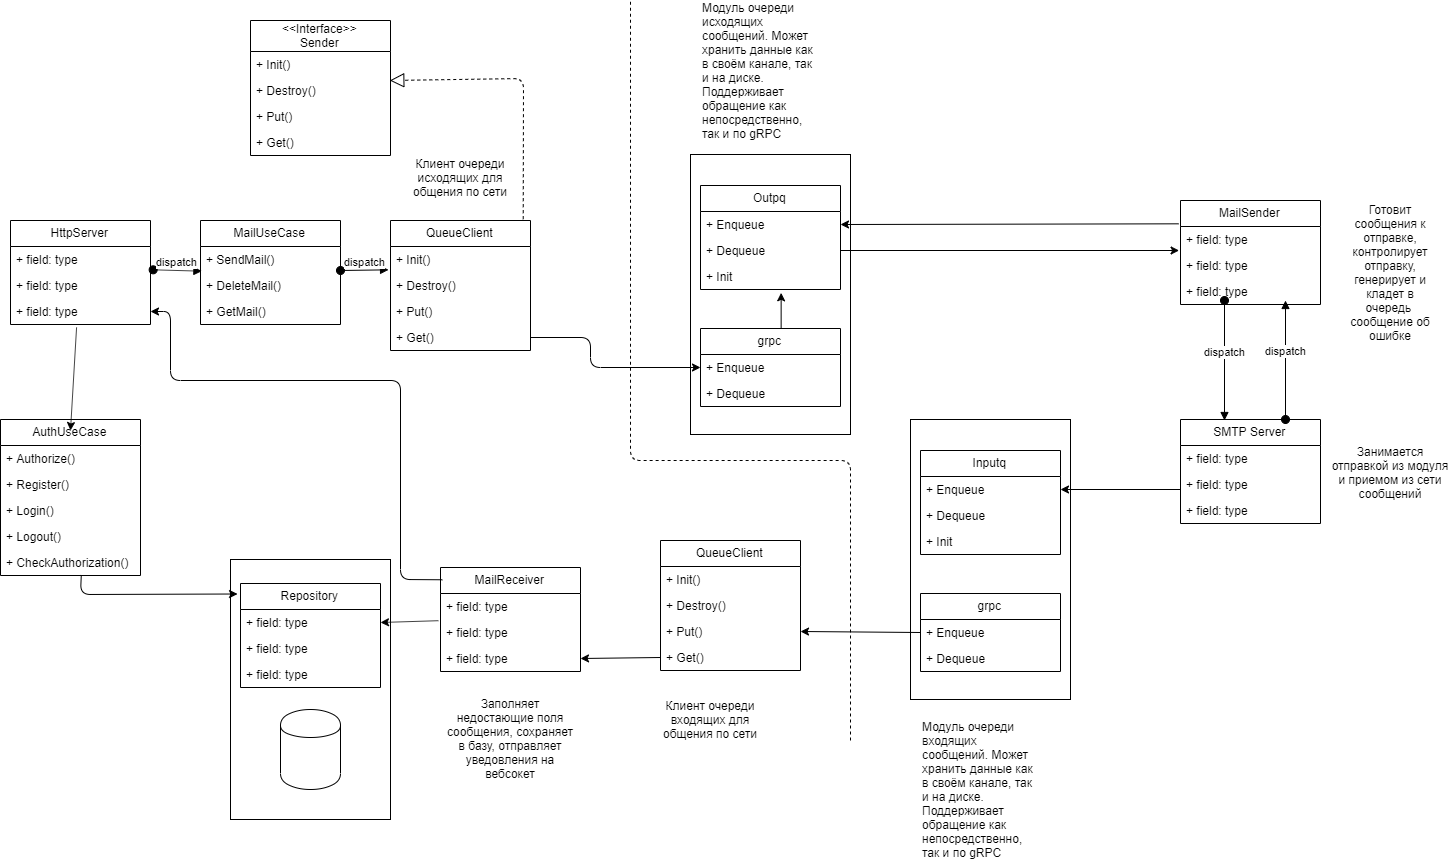 <<Interface>>
Sender
+ Init()
+ Destroy()
+ Put()
+ Get()
Модуль очереди
исходящих
сообщений. Может
хранить данные как
в своём канале, так
и на диске.
Поддерживает
обращение как
непосредственно,
так и по gRPC
Клиент очереди
исходящих для
общения по сети
HttpServer
+ field: type
+ field: type
+ field: type
dispatch
MailUseCase
+ SendMail()
+ DeleteMail()
+ GetMail()
dispatch
QueueClient
+ Init()
+ Destroy()
+ Put()
+ Get()
Outpq
+ Enqueue
+ Dequeue
+ Init
grpc
+ Enqueue
+ Dequeue
MailSender
+ field: type
+ field: type
+ field: type
Готовит
сообщения к
отправке,
контролирует
отправку,
генерирует и
кладет в
очередь
сообщение об
ошибке
dispatch
dispatch
AuthUseCase
+ Authorize()
+ Register()
+ Login()
+ Logout()
+ CheckAuthorization()
Inputq
+ Enqueue
+ Dequeue
+ Init
grpc
+ Enqueue
+ Dequeue
SMTP Server
+ field: type
+ field: type
+ field: type
Занимается
отправкой из модуля
и приемом из сети
сообщений
Repository
+ field: type
+ field: type
+ field: type
MailReceiver
+ field: type
+ field: type
+ field: type
QueueClient
+ Init()
+ Destroy()
+ Put()
+ Get()
Заполняет
недостающие поля
сообщения, сохраняет
в базу, отправляет
уведомления на
вебсокет
Клиент очереди
входящих для
общения по сети
Модуль очереди
входящих
сообщений. Может
хранить данные как
в своём канале, так
и на диске.
Поддерживает
обращение как
непосредственно,
так и по gRPC